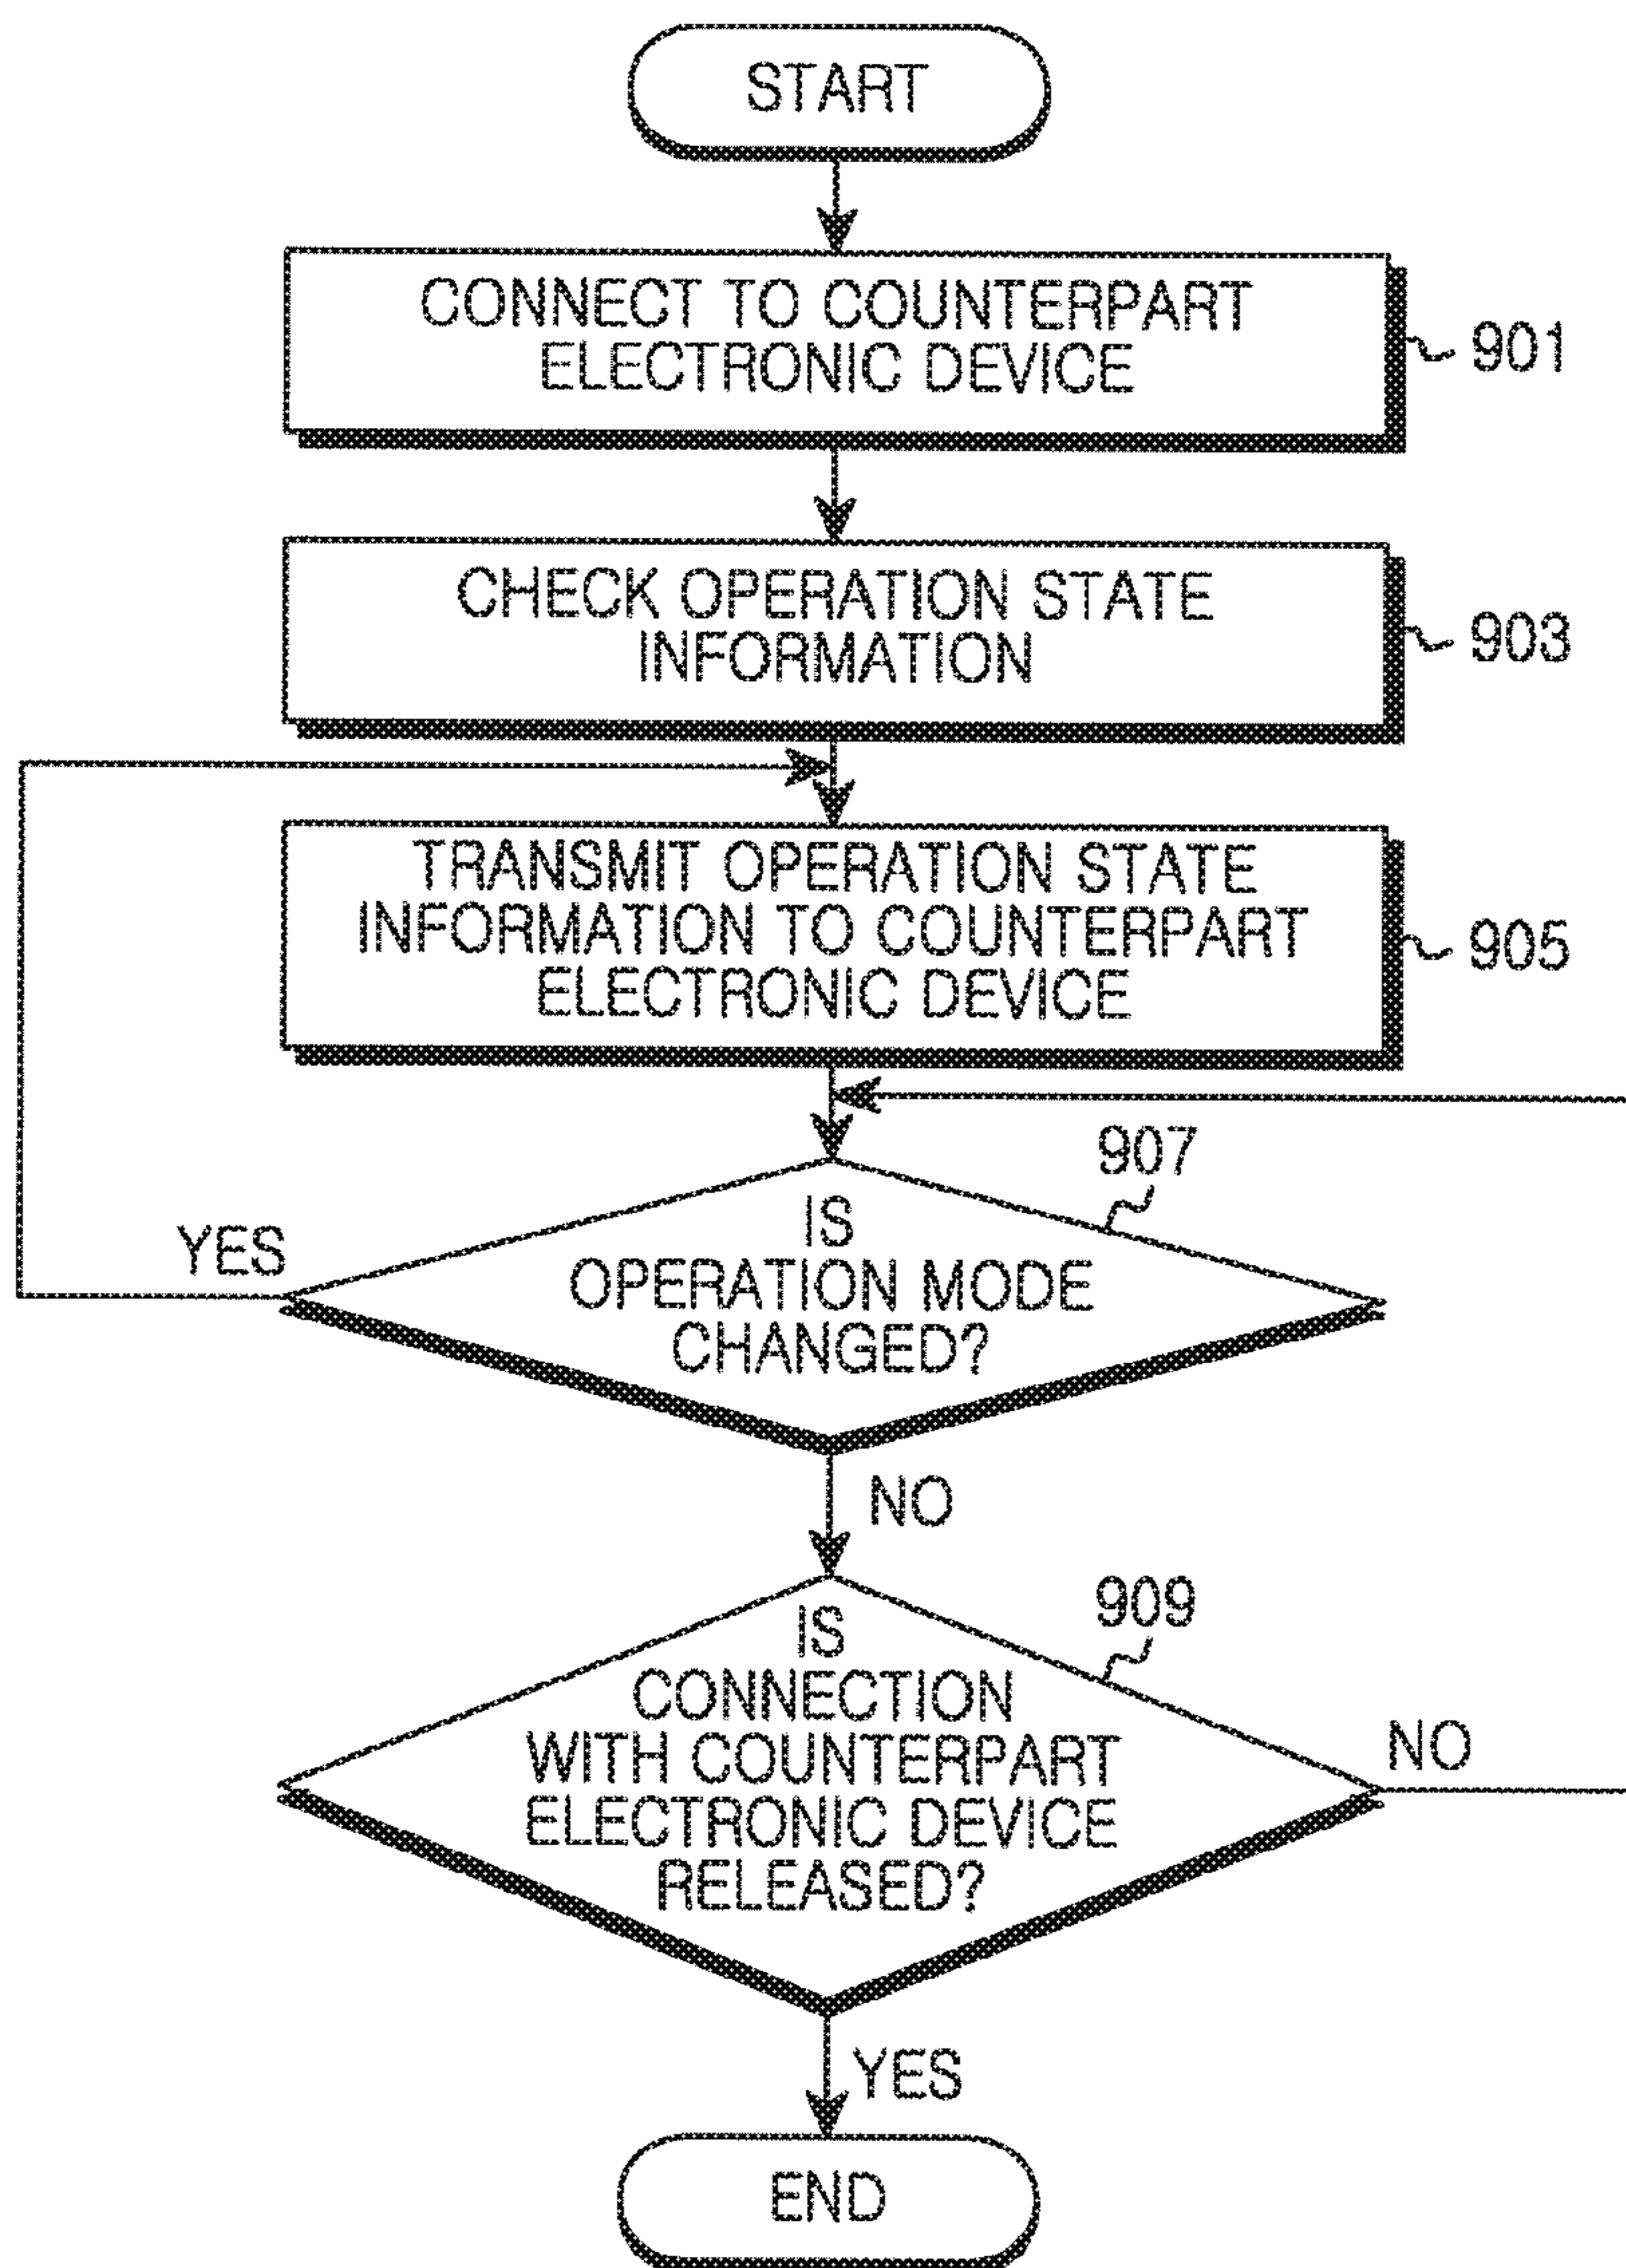 START
CONNECT TO COUNTERPART
ELECTRONIC DEVICE
901
CHECK OPERATION STATE
INFORMATION
903
TRANSMIT OPERATION STATE
INFORMATION TO COUNTERPART
ELECTRONIC DEVICE
905
907
IS
OPERATION MODE
CHANGED?
YES
NO
909
IS
CONNECTION
WITH COUNTERPART
ELECTRONIC DEVICE
RELEASED?
NO
YES
END